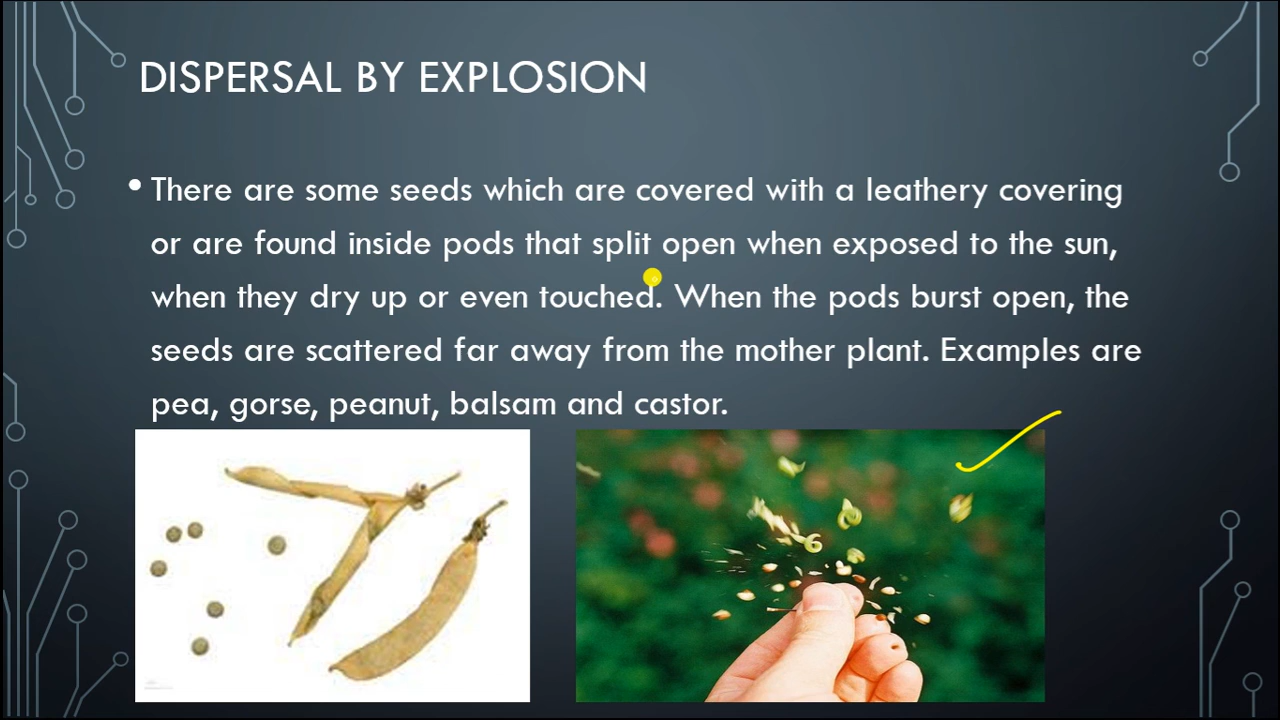 DISPERSAL BY EXPLOSION
• There are some seeds which are covered with a leathery covering
or are found inside pods that split open when exposed to the sun,
when they dry up or even touched. When the pods burst open, the
seeds are scattered far away from the mother plant. Examples are
pea, gorse, peanut, balsam and castor.